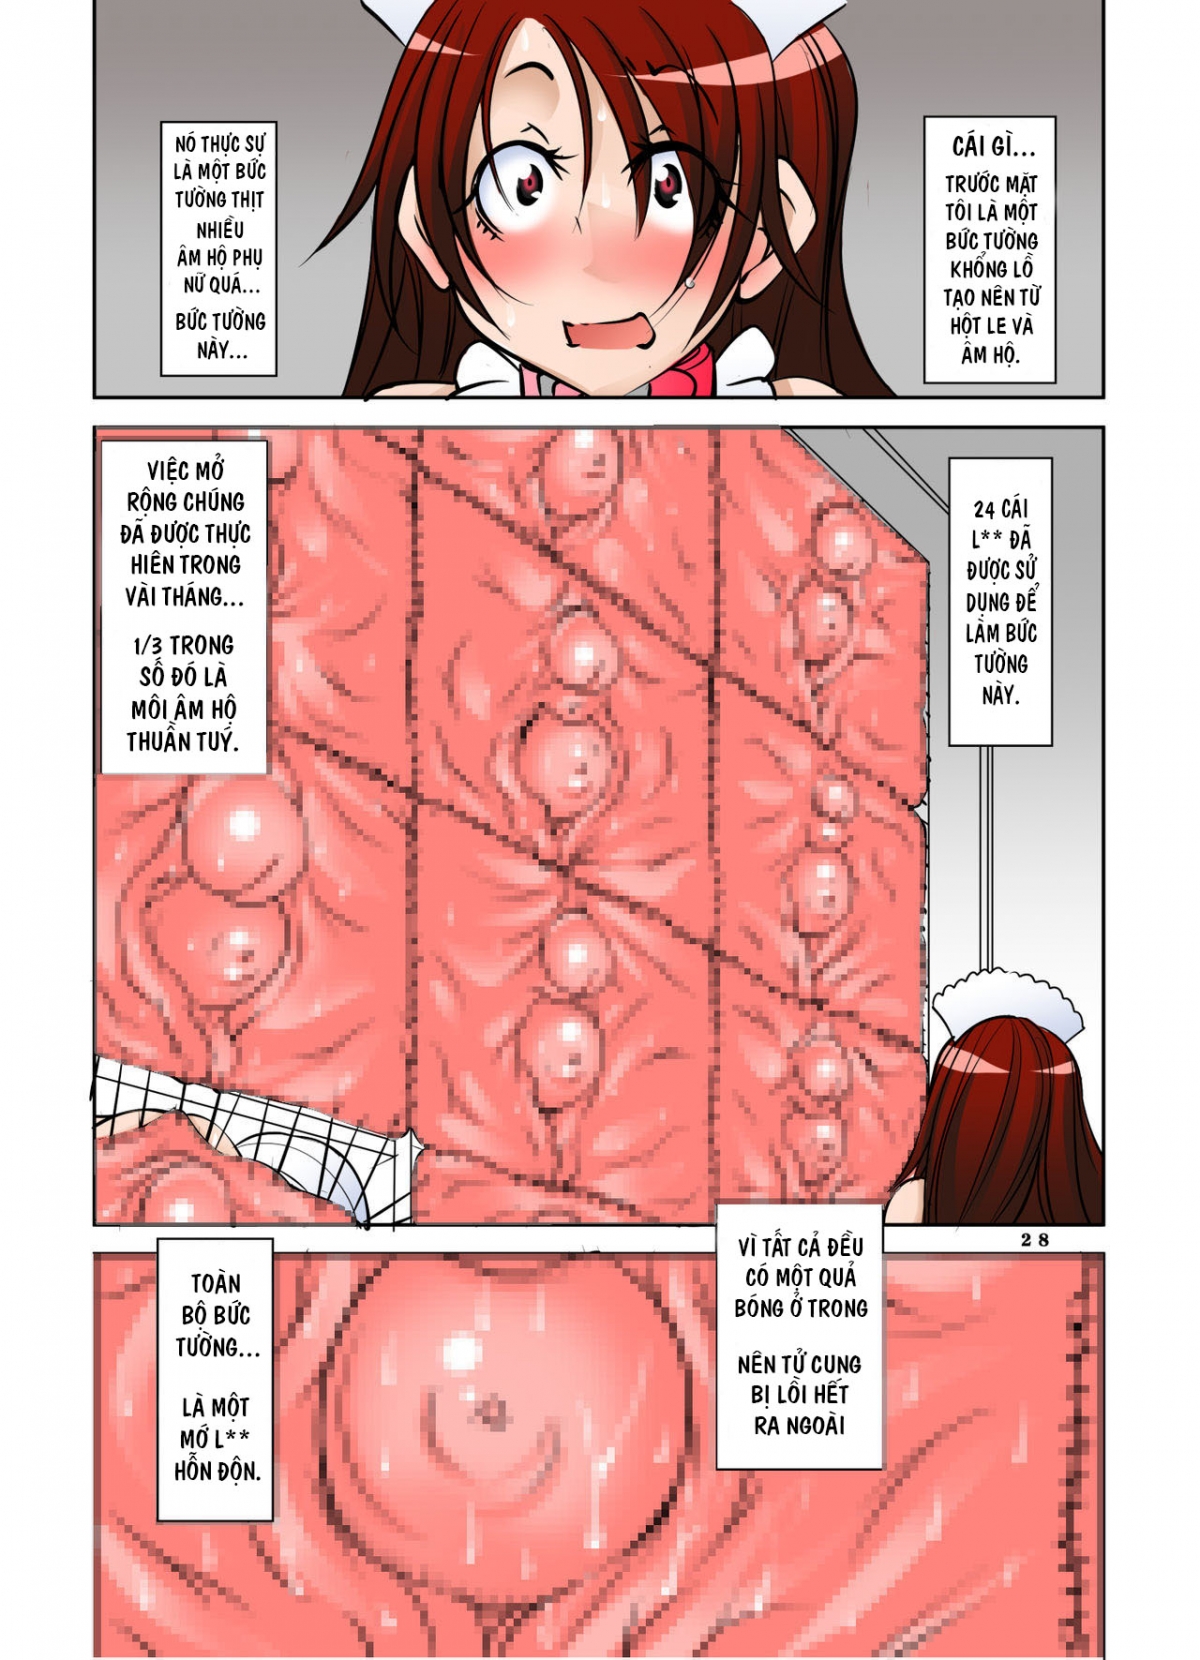 CÁI GÌ...
TRƯỚC MẶT
TÔI LÀ MỘT
BỨC TƯỜNG
KHỔNG LỒ
TẠO NÊN TỪ
HỘT LE VÀ
ÂM HỘ.
NÓ THỰC SỰ
LÀ MỘT BỨC
TƯỜNG THỊT
NHIỀU
ÂM HỘ PHỤ
NỮ QUÁ...
BỨC TƯỜNG
NÀY...
24 CÁI
L** ĐÃ
ĐƯỢC SỬ
DỤNG ĐỂ
LÀM BỨC
TƯỜNG
NÀY.
VIỆC MỞ
RỘNG CHÚNG
ĐÃ ĐƯỢC THỰC
HIÊN TRONG
VÀI THÁNG...
1/3 TRONG
SỐ ĐÓ LÀ
MÔI ÂM HỘ
THUẦN TUÝ.
28
VÌ TẤT CẢ ĐỀU
CÓ MỘT QUẢ
BÓNG Ở TRONG
NÊN TỬ CUNG
BỊ LỒI HẾT
RA NGOÀI
TOÀN
BỘ BỨC
TƯỜNG...
LÀ MỘT
MỚ L**
HỖN ĐỘN.